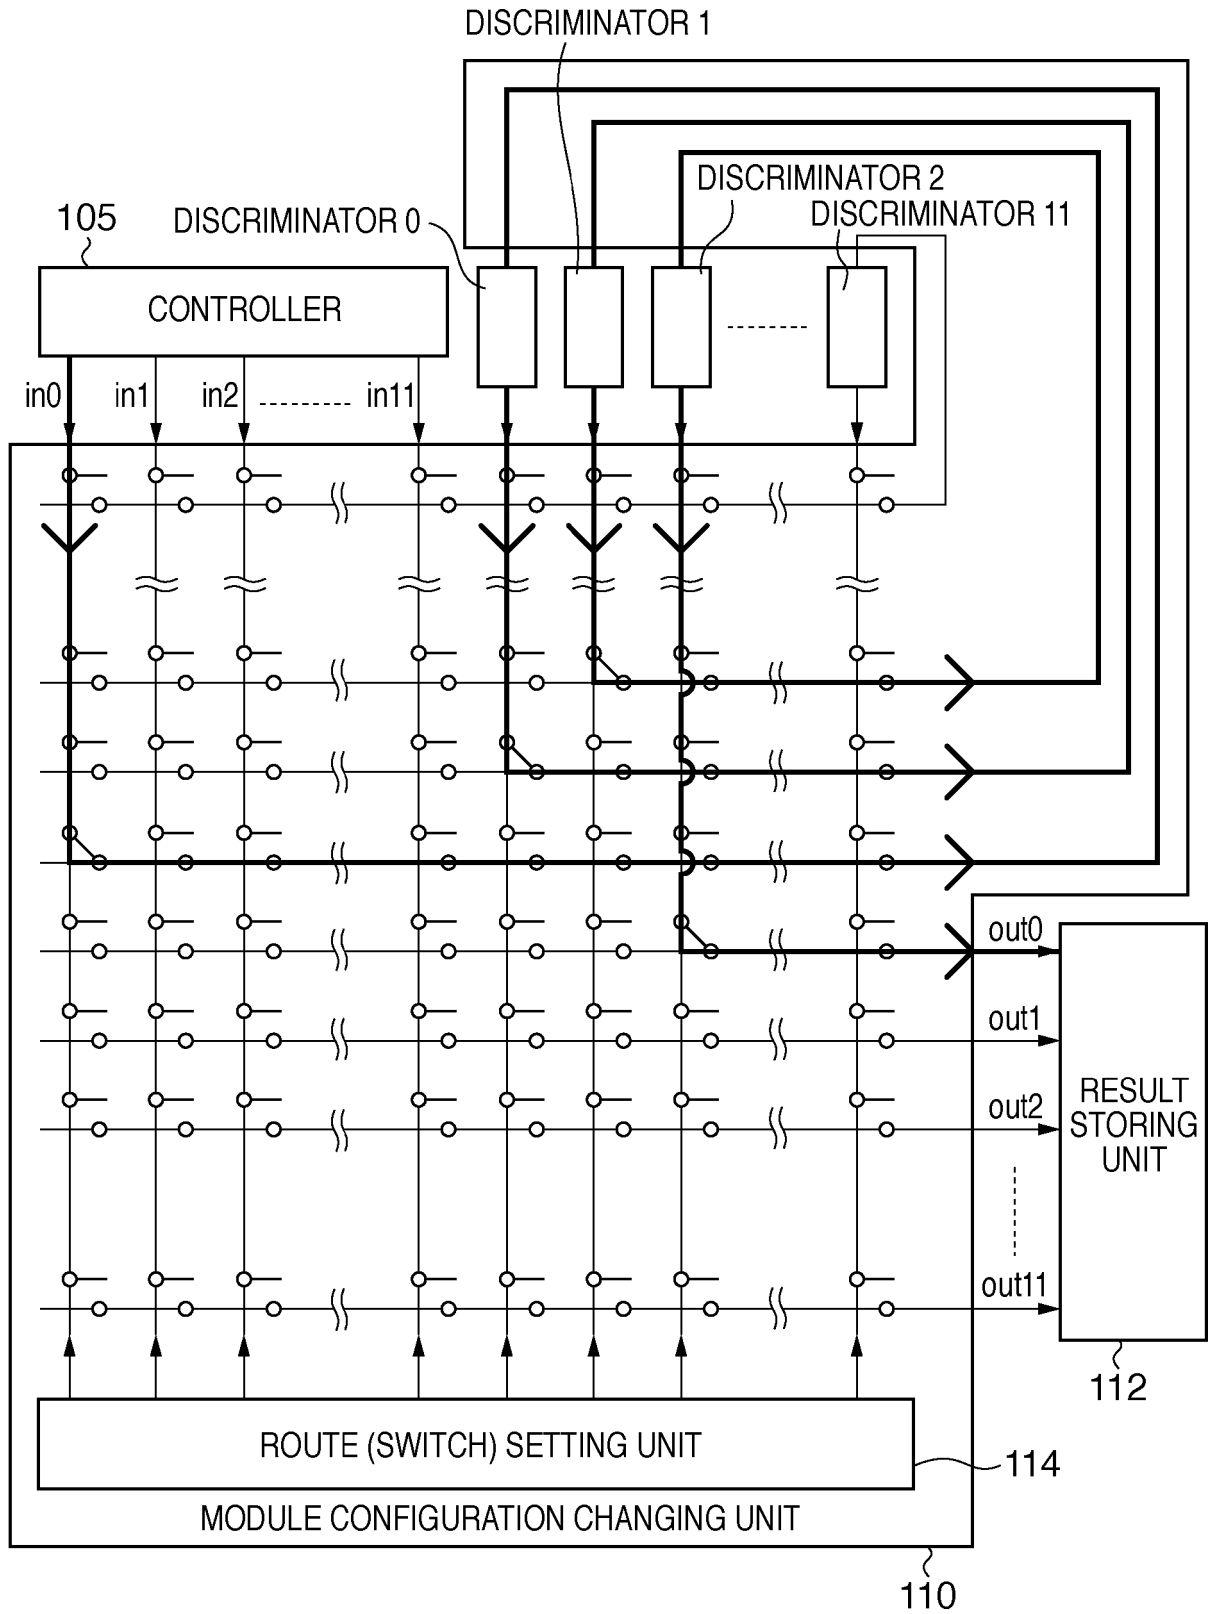 DISCRIMINATOR 1
DISCRIMINATOR 2
105
DISCRIMINATOR 0
DISCRIMINATOR 11
CONTROLLER
in0
in1
in2
in11
out0
out1
out2
out11
RESULT
STORING
UNIT
112
ROUTE (SWITCH) SETTING UNIT
114
MODULE CONFIGURATION CHANGING UNIT
110